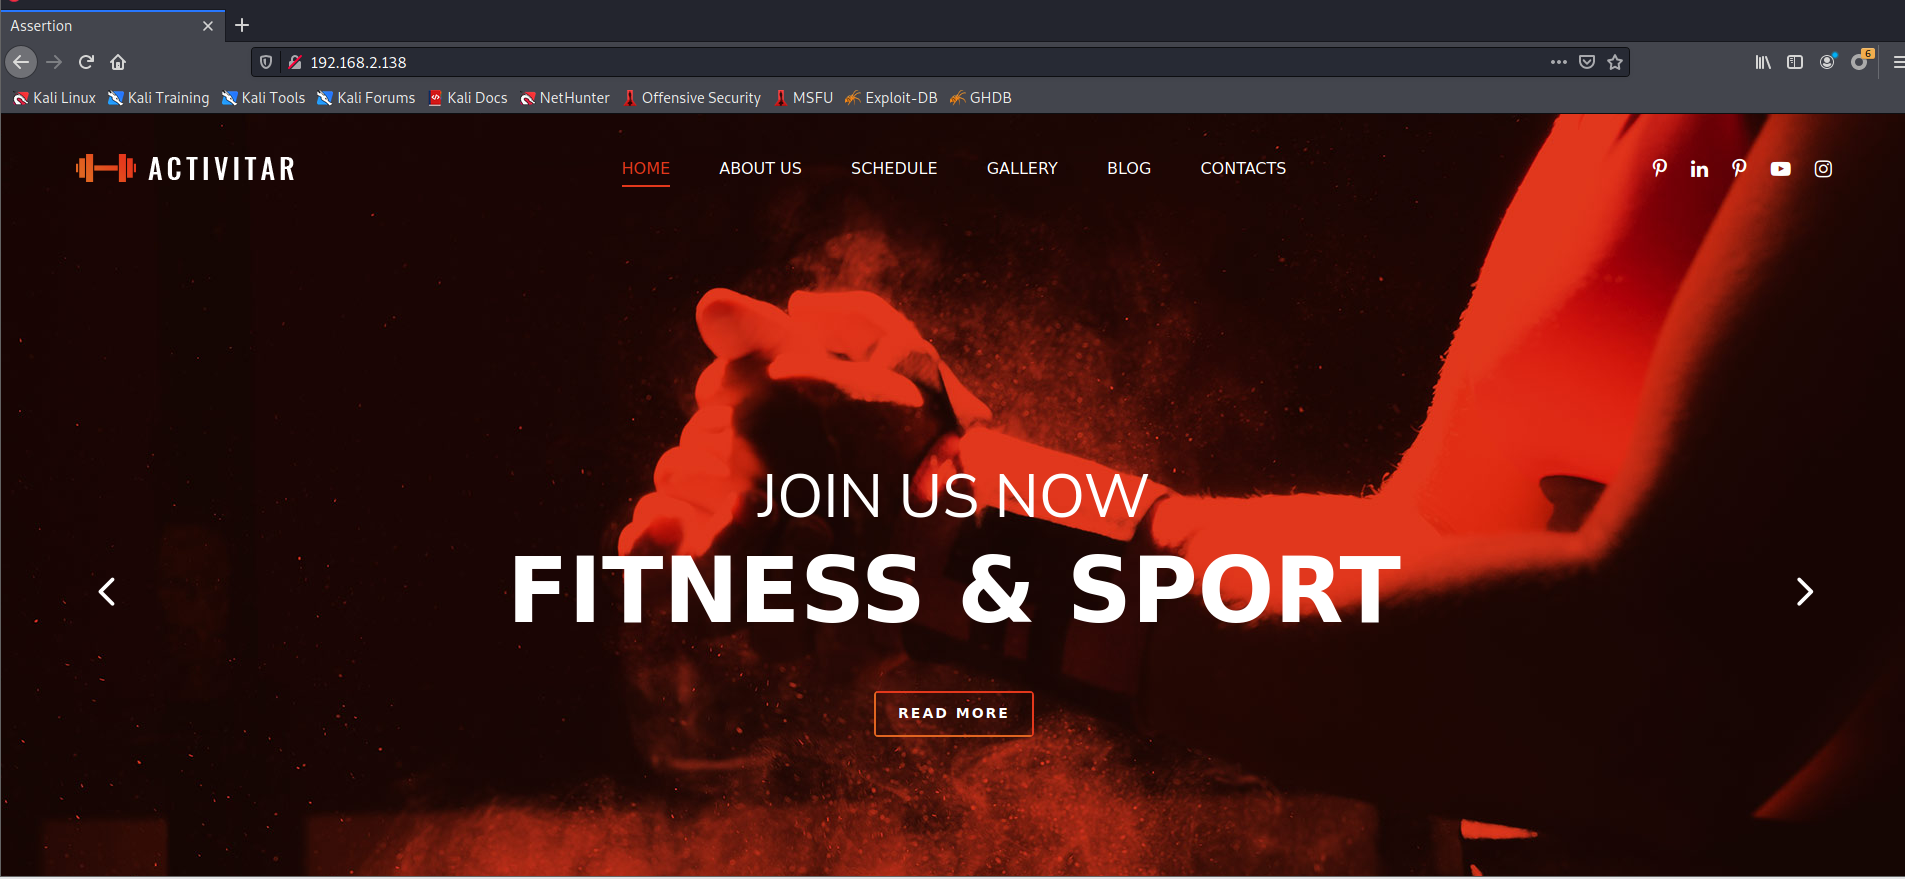 Assertion
192.168.2.138
6
Kali Linux Kali Training Kali Tools Kali Forums Kali Docs NetHunter Offensive Security MSFU Exploit-DB GHDB
ACTIVITAR HOME ABOUT US SCHEDULE GALLERY BLOG CONTACTS
JOIN US NOW
FITNESS & SPORT
READ MORE